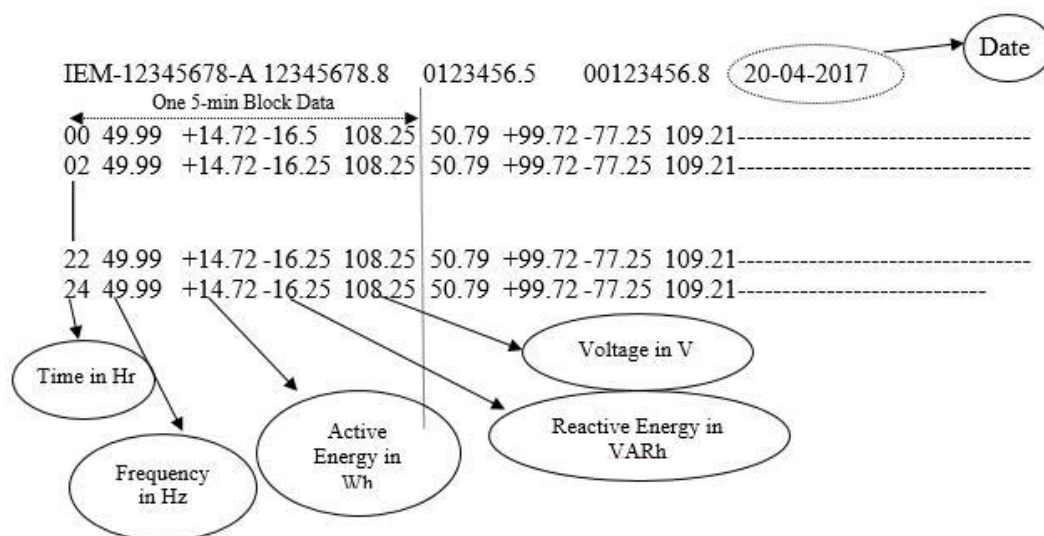 Date
IEM-12345678-A 12345678.8 0123456.5 00123456.8 20-04-2017
One 5-min Block Data
00 49.99 +14.72 -16.5 108.25 50.79 +99.72 -77.25 109.21------------------------------
02 49.99 +14.72 -16.25 108.25 50.79 +99.72 -77.25 109.21------------------------------
22 49.99 +14.72 -16.25 108.25 50.79 +99.72 -77.25 109.21------------------------------
24 49.99 +14.72 -16.25 108.25 50.79 +99.72 -77.25 109.21-------------------------
Voltage in V
Time in Hr
Active
Energy in
Wh
Reactive Energy in
VARh
Frequency
in Hz